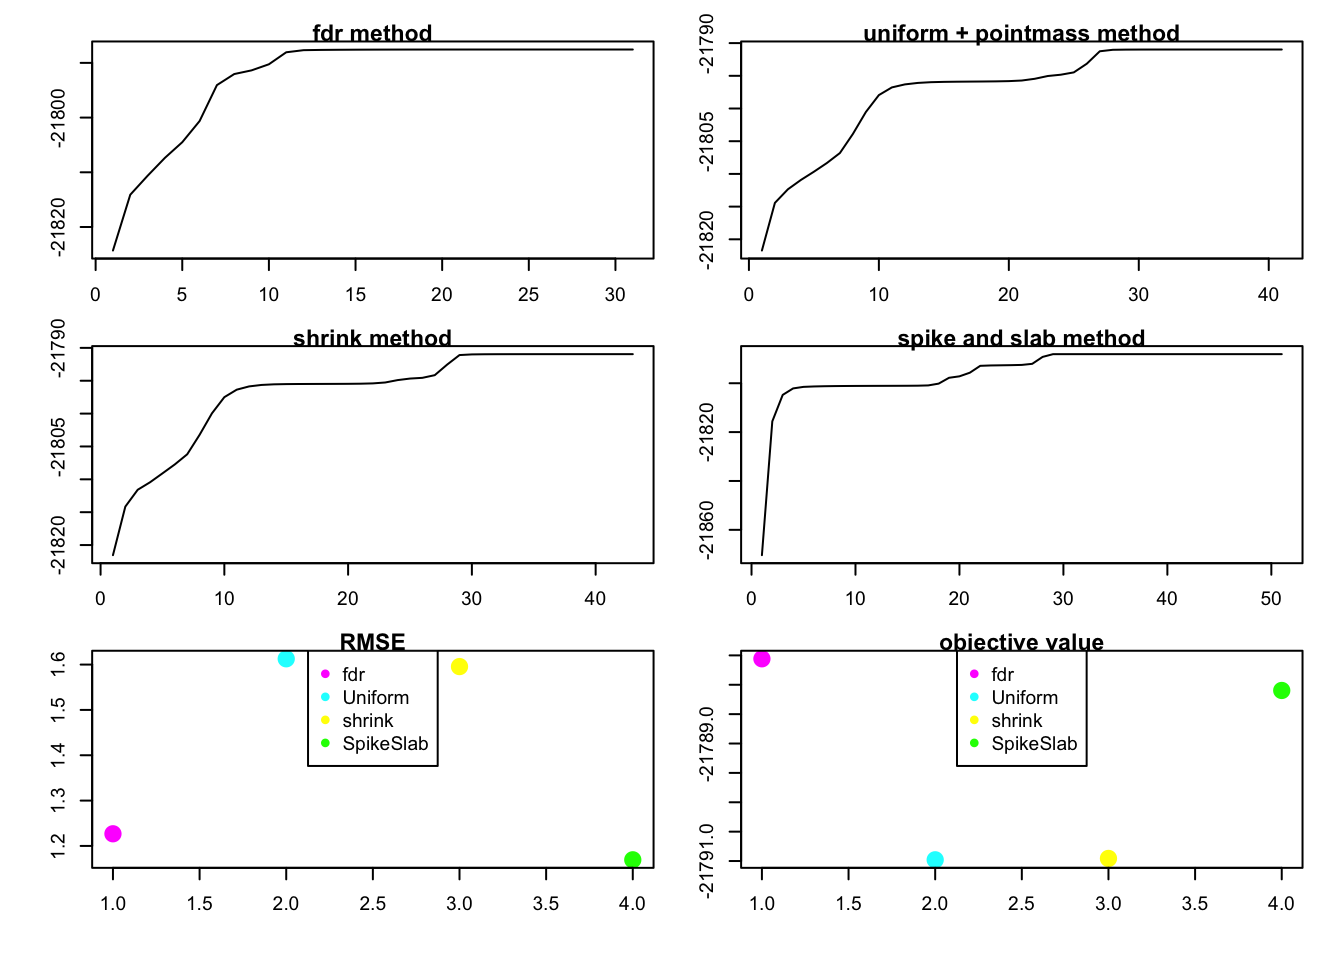 fdr method
-21800
-21820
0 5 10 15 20 25 30
uniform + pointmass method
-21790
-21805
-21820
0 10 20 30 40
shrink method
-21790
-21805
-21820
0 10 20 30 40
spike and slab method
-21820
-21860
0 10 20 30 40 50
RMSE
1.6
1.5
1.4
1.3
1.2
fdr
Uniform
shrink
SpikeSlab
1.0 1.5 2.0 2.5 3.0 3.5 4.0
objective value
-21789.0
-21791.0
fdr
Uniform
shrink
SpikeSlab
1.0 1.5 2.0 2.5 3.0 3.5 4.0